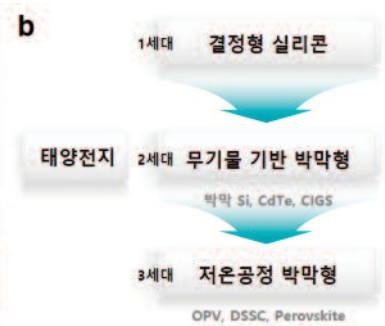 b
1세대 결정형 실리콘
태양전지 2세대 무기물 기반 박막형
박막 Si, CdTe, CIGS
3세대 저온공정 박막형
OPV, DSSC, Perovskite